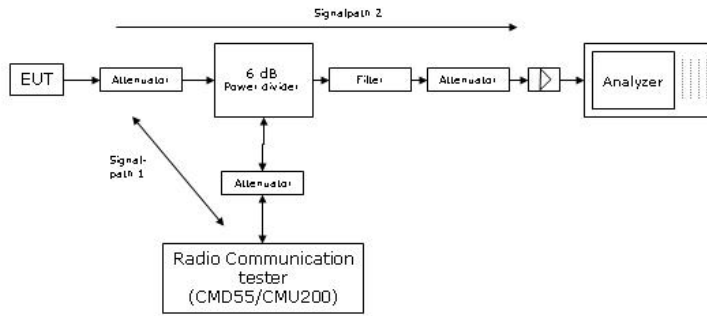 Signalpath 2
EUT
Attenuator
6 dB
Power divider
Filter
Attenuator
Analyzer
Signal-
path 1
Attenuator
Radio Communication
tester
(CMD55/CMU200)